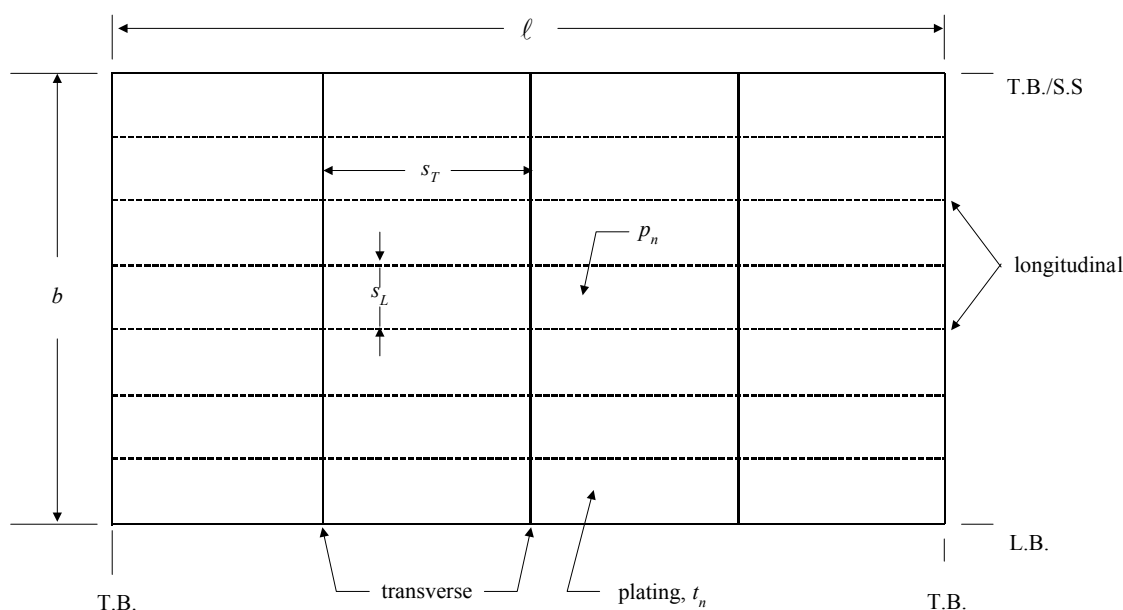 ℓ
T.B./S.S
s_T
p_n
longitudinal
b
s_L
L.B.
transverse
plating, t_n
T.B.
T.B.